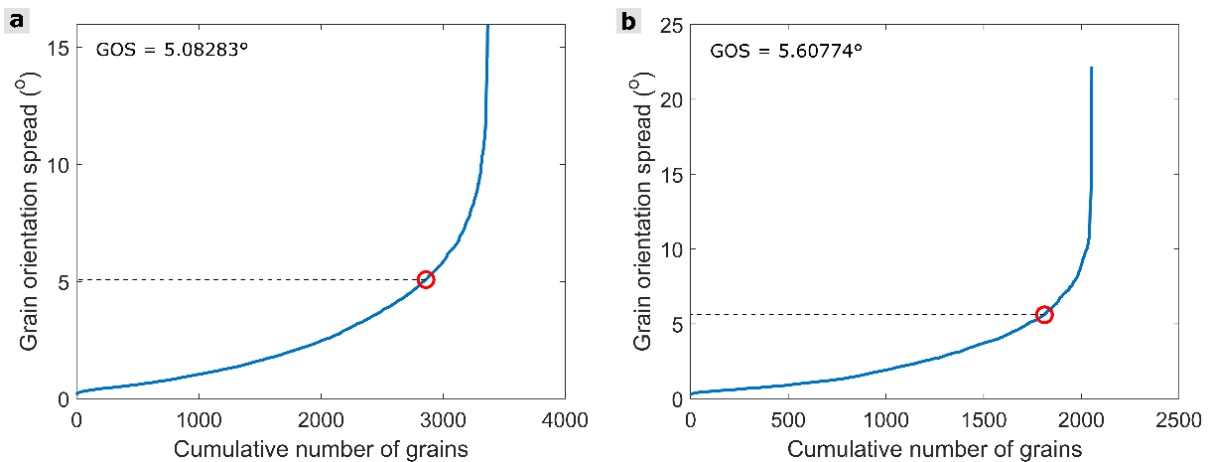 a
GOS = 5.08283°
15
10
5
0
0 1000 2000 3000 4000
Grain orientation spread (°)
Cumulative number of grains
b
GOS = 5.60774°
25
20
15
10
5
0
0 500 1000 1500 2000 2500
Grain orientation spread (°)
Cumulative number of grains